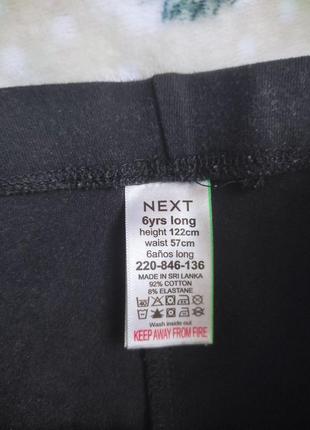 NEXT
6yrs long
height 122cm
waist 57cm
6años long
220-846-136
MADE IN SRI LANKA
92% COTTON
8% ELASTANE
Wash inside out
KEEP AWAY FROM FIRE